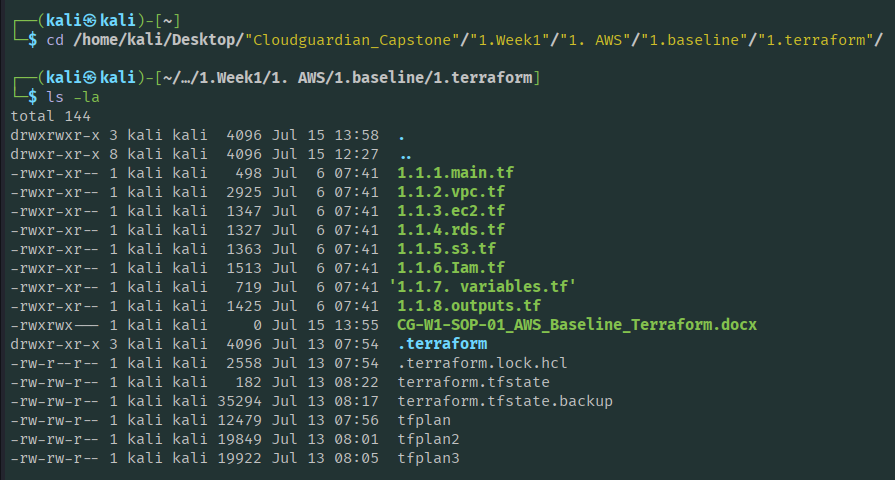 ┌──(kali㉿kali)-[~]
└─$ cd /home/kali/Desktop/"Cloudguardian_Capstone"/"1.Week1"/"1. AWS"/"1.baseline"/"1.terraform"/
┌──(kali㉿kali)-[~/…/1.Week1/1. AWS/1.baseline/1.terraform]
└─$ ls -la
total 144
drwxrwxr-x 3 kali kali  4096 Jul 15 13:58  .
drwxrwxr-x 8 kali kali  4096 Jul 15 12:27  ..
-rwxr-xr-- 1 kali kali   498 Jul  6 07:41  1.1.1.main.tf
-rwxr-xr-- 1 kali kali  2925 Jul  6 07:41  1.1.2.vpc.tf
-rwxr-xr-- 1 kali kali  1347 Jul  6 07:41  1.1.3.ec2.tf
-rwxr-xr-- 1 kali kali  1327 Jul  6 07:41  1.1.4.rds.tf
-rwxr-xr-- 1 kali kali  1363 Jul  6 07:41  1.1.5.s3.tf
-rwxr-xr-- 1 kali kali  1513 Jul  6 07:41  1.1.6.Iam.tf
-rwxr-xr-- 1 kali kali   719 Jul  6 07:41 '1.1.7. variables.tf'
-rwxr-xr-- 1 kali kali  1425 Jul  6 07:41  1.1.8.outputs.tf
-rwxrwx--- 1 kali kali     0 Jul 15 13:55  CG-W1-SOP-01_AWS_Baseline_Terraform.docx
drwxr-xr-x 3 kali kali  4096 Jul 13 07:54  .terraform
-rw-r--r-- 1 kali kali  2558 Jul 13 07:54  .terraform.lock.hcl
-rw-rw-r-- 1 kali kali   182 Jul 13 08:22  terraform.tfstate
-rw-rw-r-- 1 kali kali 35294 Jul 13 08:17  terraform.tfstate.backup
-rw-rw-r-- 1 kali kali 12479 Jul 13 07:56  tfplan
-rw-rw-r-- 1 kali kali 19849 Jul 13 08:01  tfplan2
-rw-rw-r-- 1 kali kali 19922 Jul 13 08:05  tfplan3